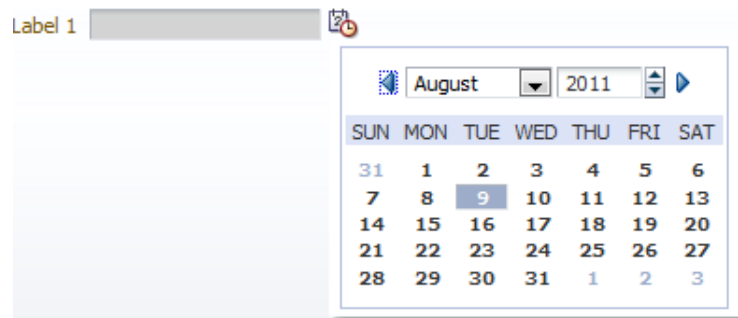 Label 1
August 2011
SUN MON TUE WED THU FRI SAT
31 1 2 3 4 5 6
7 8 9 10 11 12 13
14 15 16 17 18 19 20
21 22 23 24 25 26 27
28 29 30 31 1 2 3